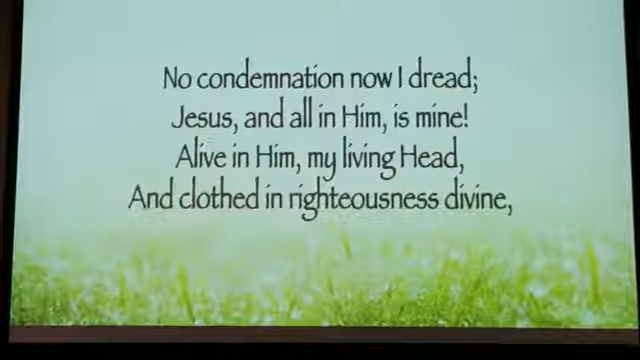 No condemnation now I dread;
Jesus, and all in Him, is mine!
Alive in Him, my living Head,
And clothed in righteousness divine,